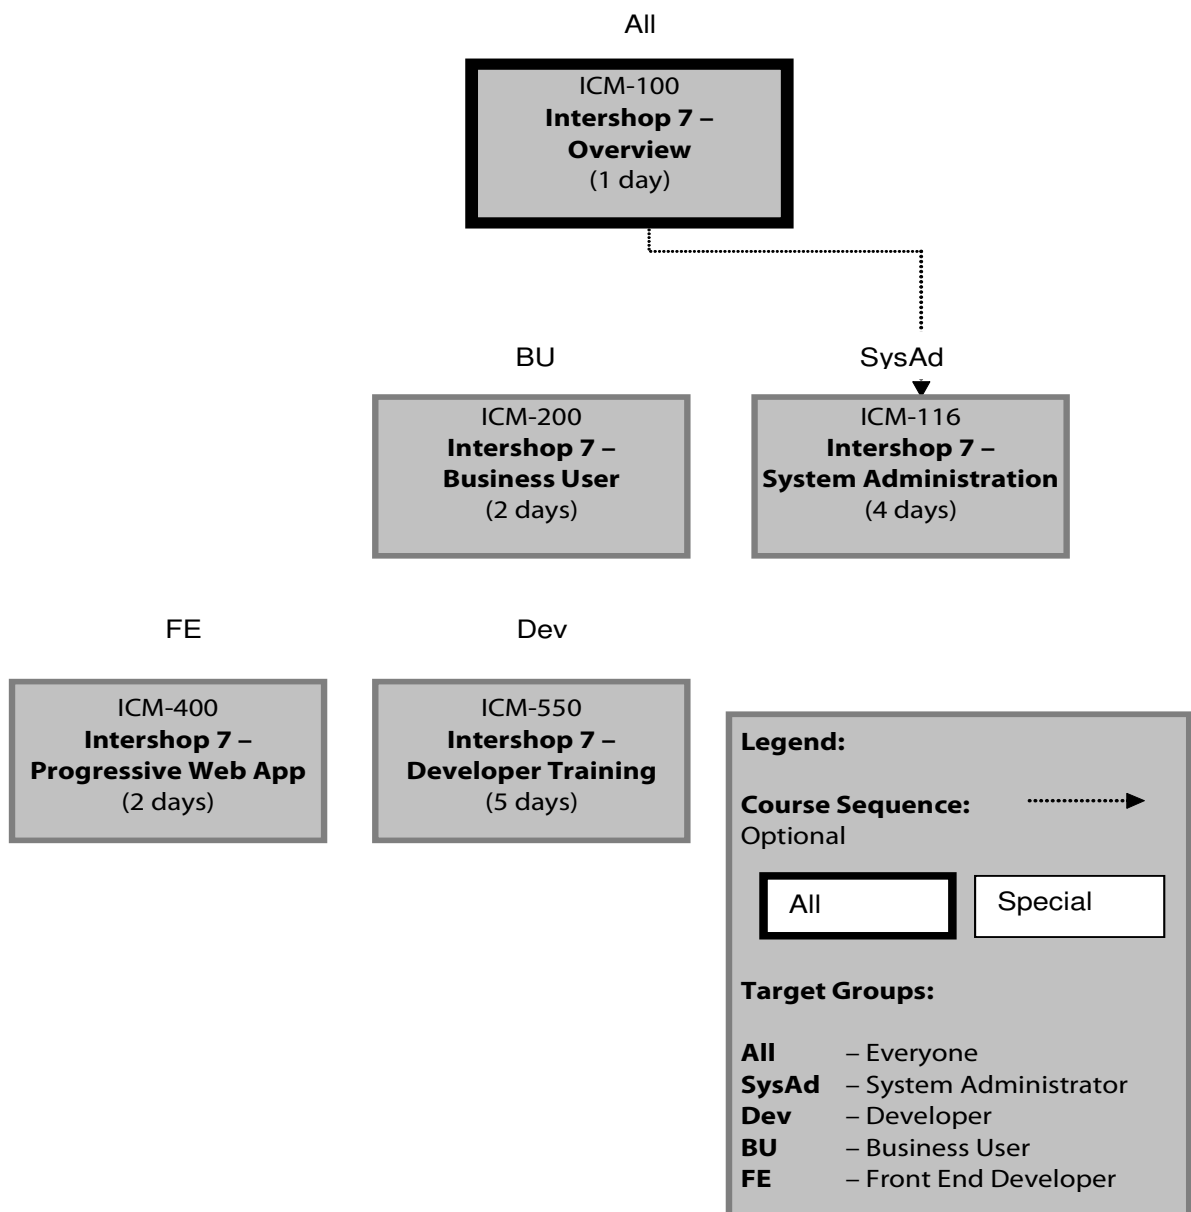 All
ICM-100
Intershop 7 –
Overview
(1 day)
BU
ICM-200
Intershop 7 –
Business User
(2 days)
SysAd
ICM-116
Intershop 7 –
System Administration
(4 days)
FE
ICM-400
Intershop 7 –
Progressive Web App
(2 days)
Dev
ICM-550
Intershop 7 –
Developer Training
(5 days)
Legend:
Course Sequence:
Optional
All
Special
Target Groups:
All – Everyone
SysAd – System Administrator
Dev – Developer
BU – Business User
FE – Front End Developer